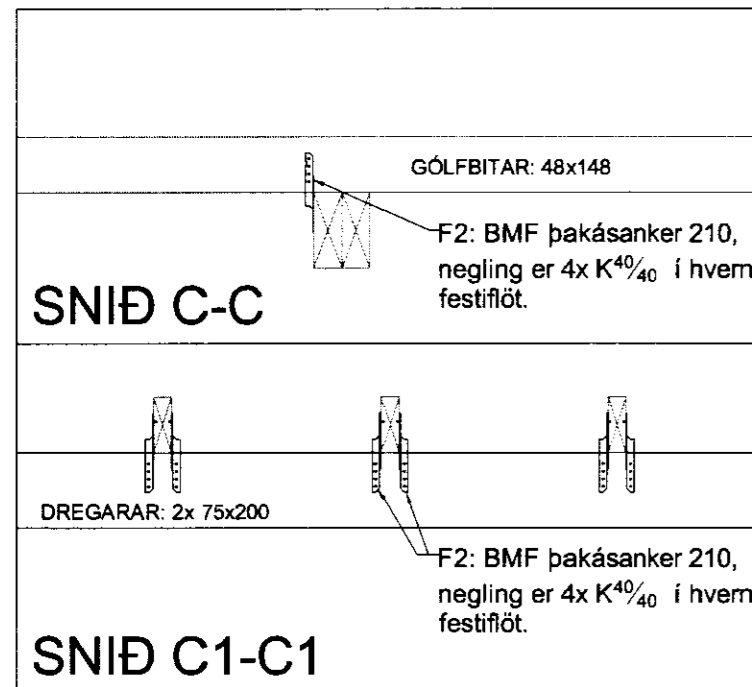 GÓLFBITAR: 48x148
F2: BMF þakásanker 210,
negling er 4x K40/40 í hvern
festiflöt.
SNIÐ C-C
DREGARAR: 2x 75x200
F2: BMF þakásanker 210,
negling er 4x K40/40 í hvern
festiflöt.
SNIÐ C1-C1